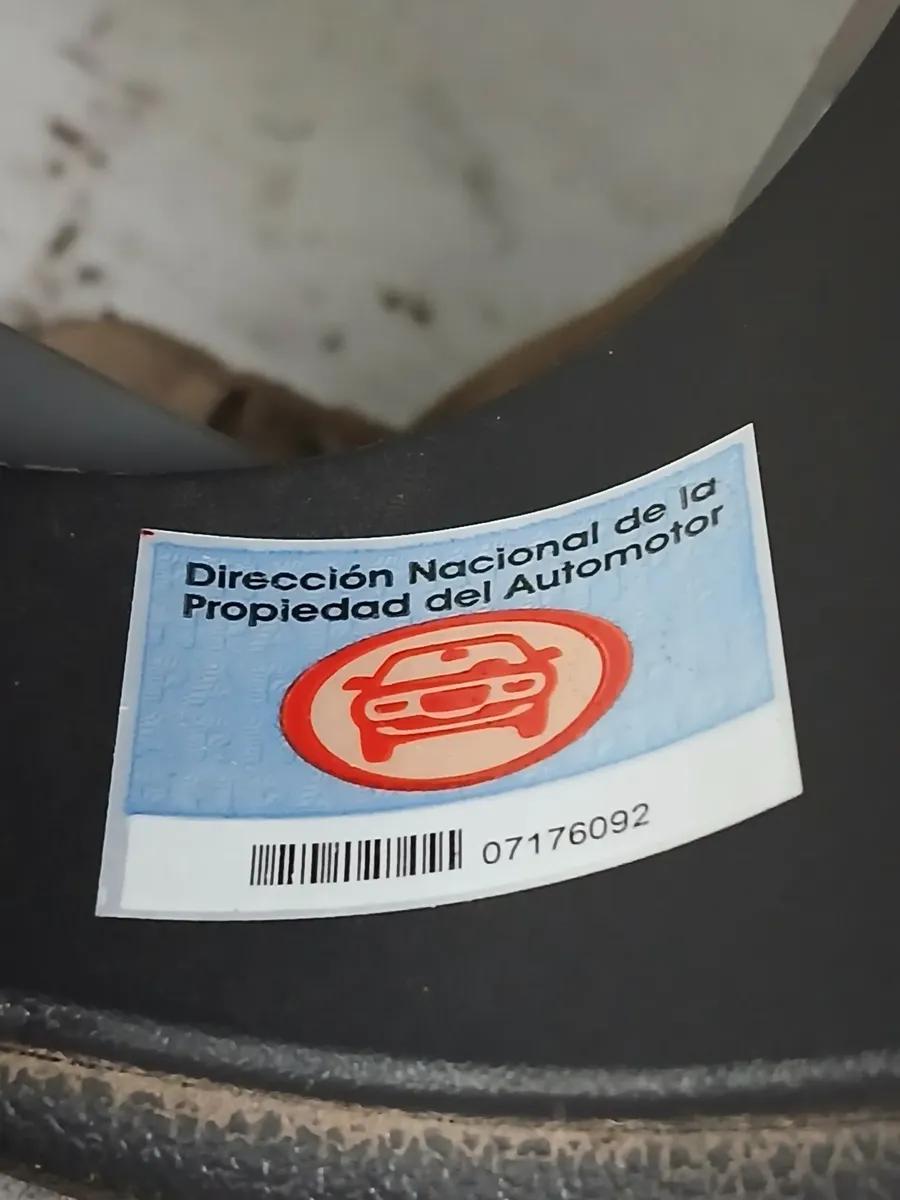 Dirección Nacional de la
Propiedad del Automotor
07176092